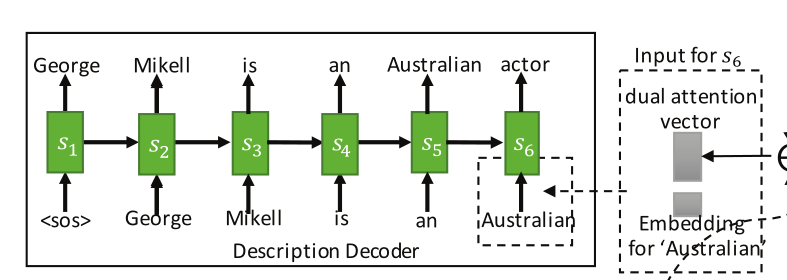 George Mikell is an Australian actor
s1 s2 s3 s4 s5 s6
<sos> George Mikell is an Australian
Description Decoder
Input for s6
dual attention
vector
Embedding
for ‘Australian’